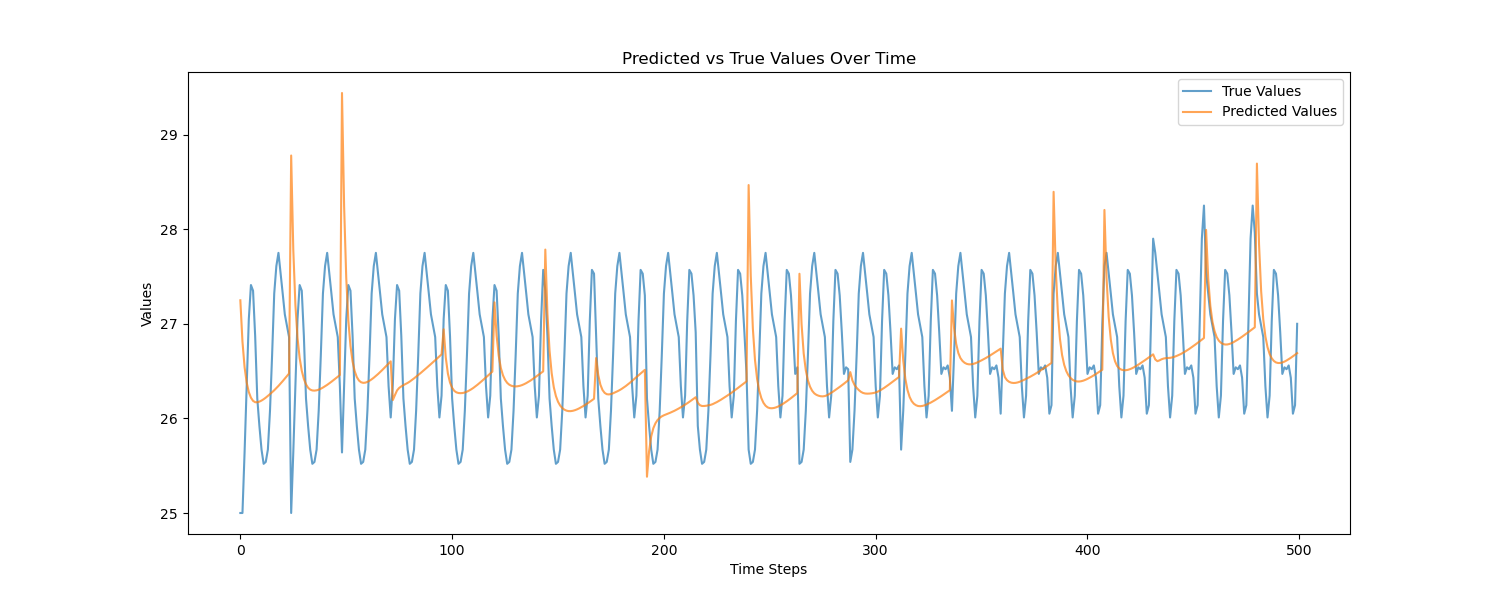 Predicted vs True Values Over Time
True Values
Predicted Values
29
28
27
26
25
Values
0
100
200
300
400
500
Time Steps